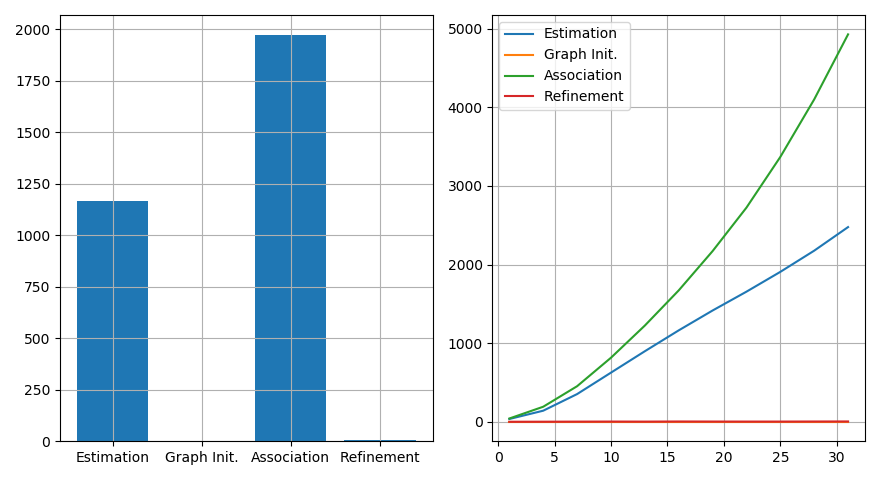 2000
1750
1500
1250
1000
750
500
250
0
Estimation Graph Init. Association Refinement
5000
4000
3000
2000
1000
0
0 5 10 15 20 25 30
Estimation
Graph Init.
Association
Refinement